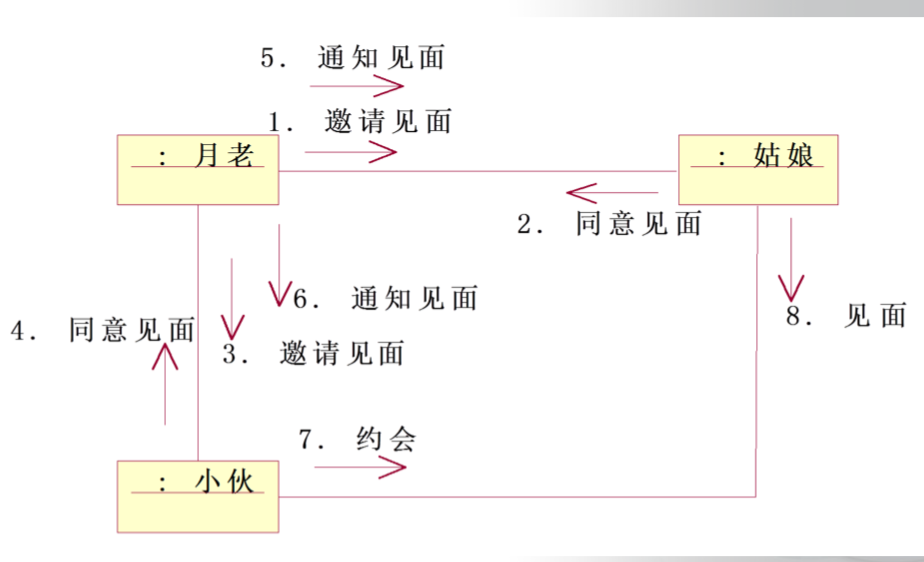 5. 通知见面
1. 邀请见面
: 月老
: 姑娘
2. 同意见面
6. 通知见面
8. 见面
4. 同意见面
3. 邀请见面
7. 约会
: 小伙